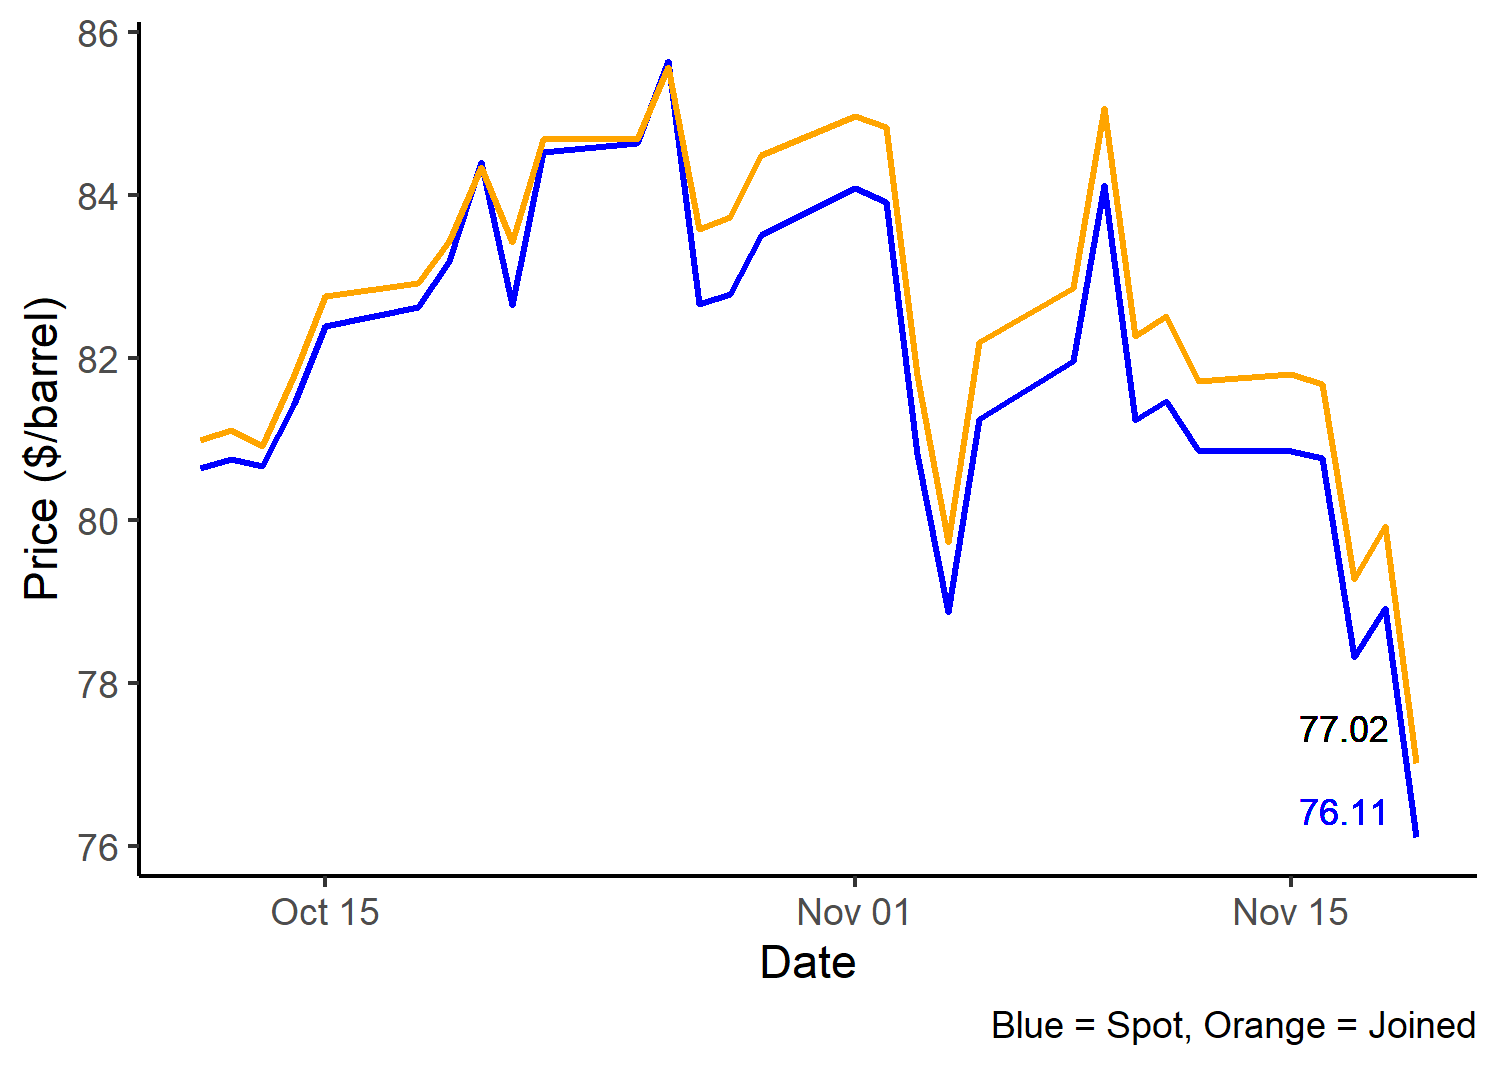 86
84
82
80
78
76
Price ($/barrel)
77.02
76.11
Oct 15
Nov 01
Nov 15
Date
Blue = Spot, Orange = Joined